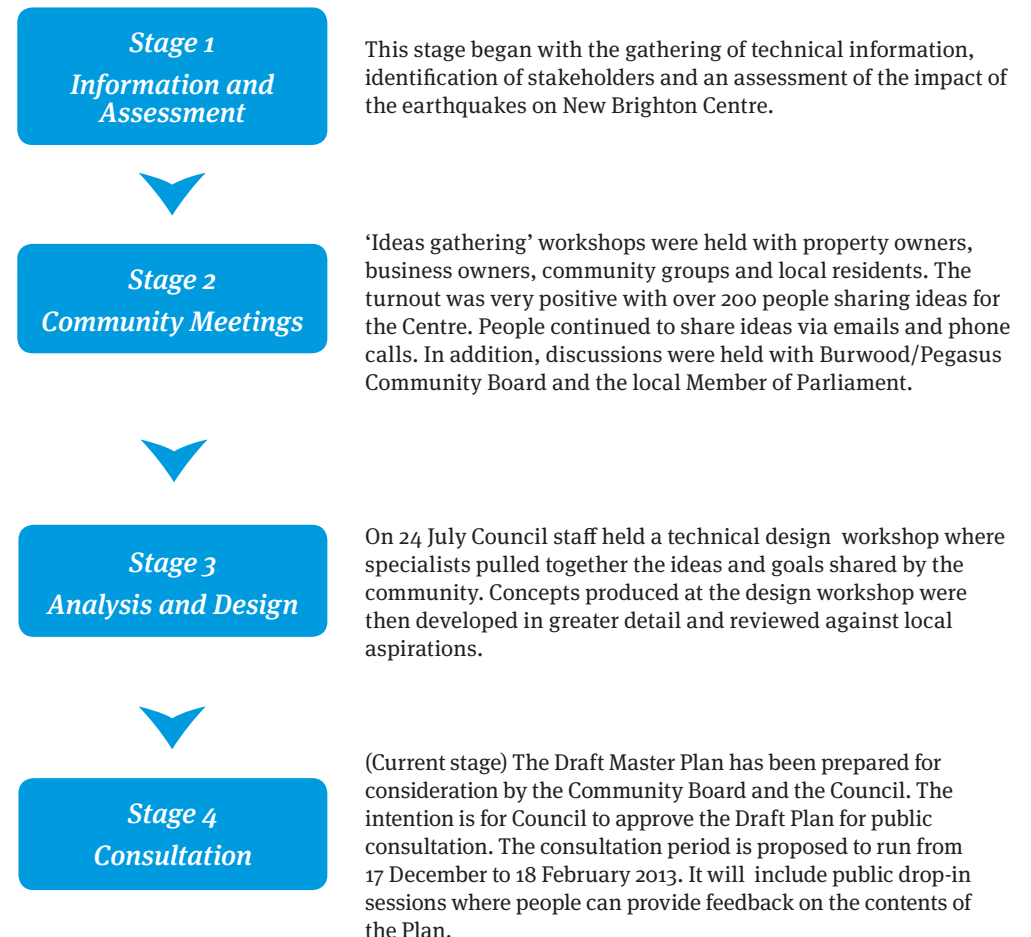 Stage 1
Information and
Assessment
This stage began with the gathering of technical information,
identification of stakeholders and an assessment of the impact of
the earthquakes on New Brighton Centre.
Stage 2
Community Meetings
‘Ideas gathering’ workshops were held with property owners,
business owners, community groups and local residents. The
turnout was very positive with over 200 people sharing ideas for
the Centre. People continued to share ideas via emails and phone
calls. In addition, discussions were held with Burwood/Pegasus
Community Board and the local Member of Parliament.
Stage 3
Analysis and Design
On 24 July Council staff held a technical design workshop where
specialists pulled together the ideas and goals shared by the
community. Concepts produced at the design workshop were
then developed in greater detail and reviewed against local
aspirations.
Stage 4
Consultation
(Current stage) The Draft Master Plan has been prepared for
consideration by the Community Board and the Council. The
intention is for Council to approve the Draft Plan for public
consultation. The consultation period is proposed to run from
17 December to 18 February 2013. It will include public drop-in
sessions where people can provide feedback on the contents of
the Plan.